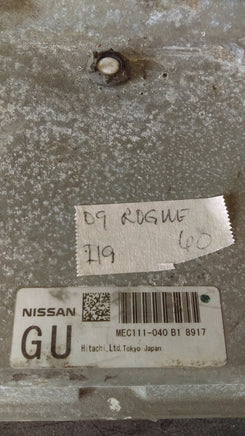 09 ROGUE
719 60
NISSAN
GU
MEC111-040 B1 8917
Hitachi,Ltd.Tokyo Japan